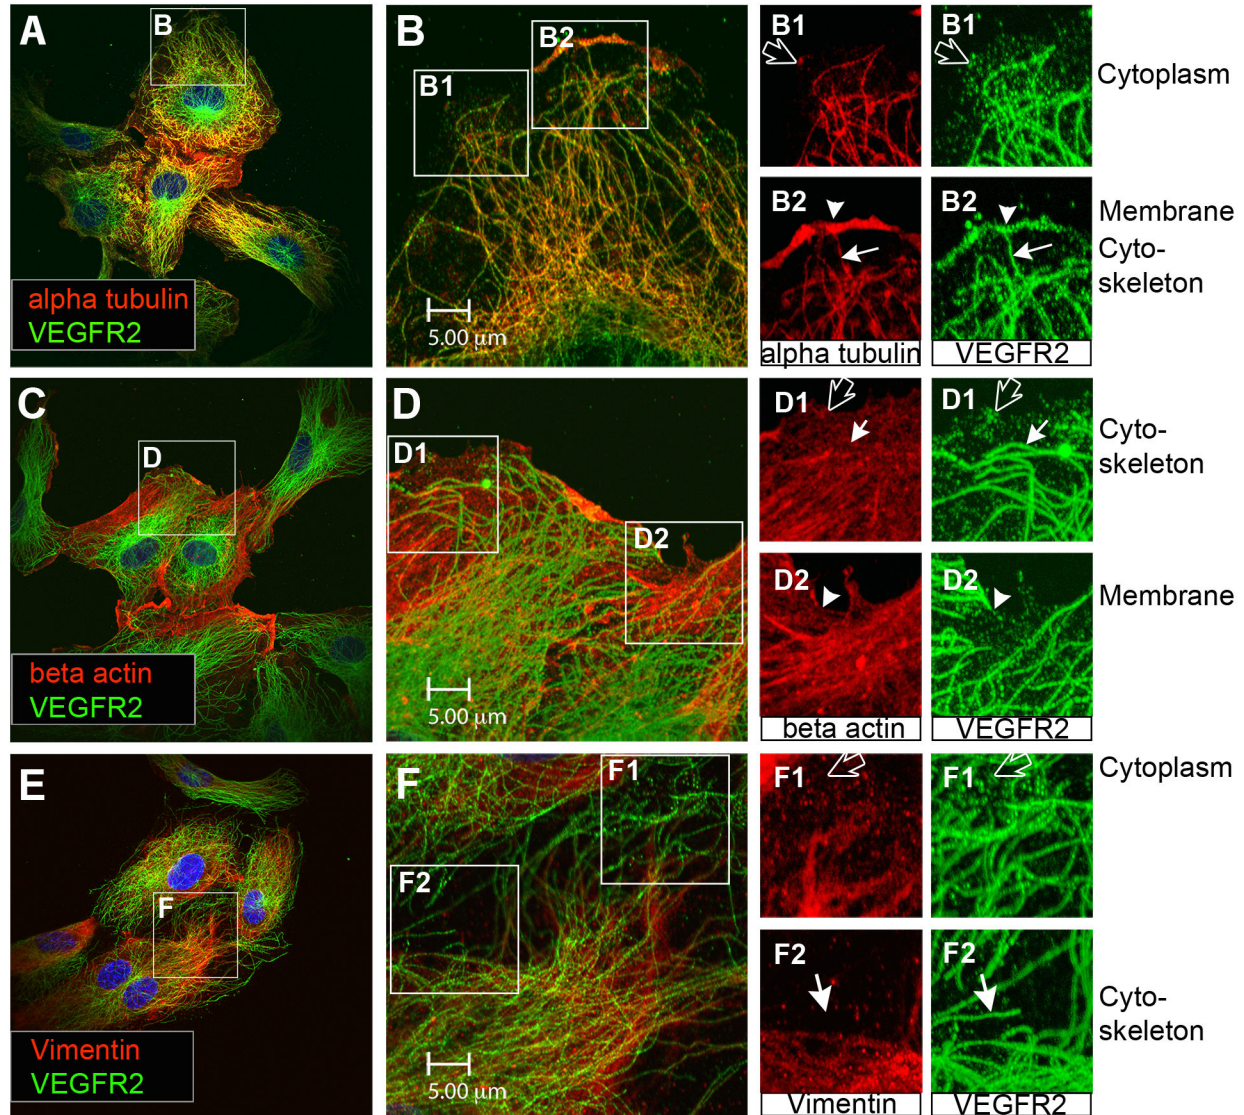 A
B
alpha tubulin
VEGFR2
B
B1
B2
5.00 µm
B1
B1
Cytoplasm
B2
B2
Membrane
Cyto-
skeleton
alpha tubulin
VEGFR2
C
D
beta actin
VEGFR2
D
D1
D2
5.00 µm
D1
D1
Cyto-
skeleton
D2
D2
Membrane
beta actin
VEGFR2
E
F
Vimentin
VEGFR2
F
F1
F2
5.00 µm
F1
F1
Cytoplasm
F2
F2
Cyto-
skeleton
Vimentin
VEGFR2